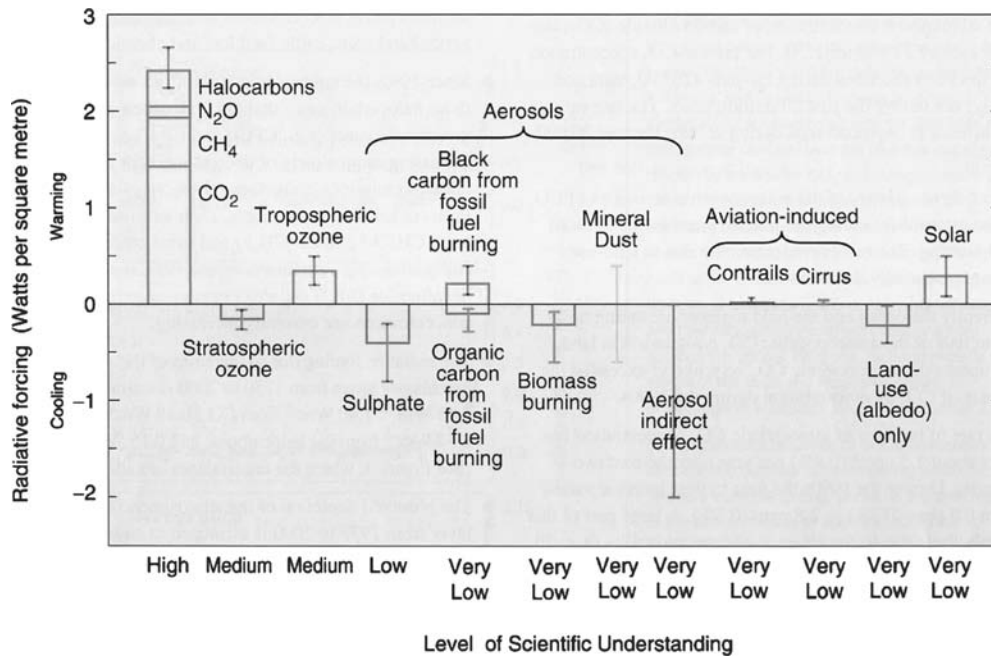 3
2
1
0
−1
−2
Radiative forcing (Watts per square metre)
Cooling
Warming
Halocarbons
N₂O
CH₄
CO₂
Aerosols
Black
carbon from
fossil
fuel
burning
Tropospheric
ozone
Mineral
Dust
Aviation-induced
Contrails Cirrus
Solar
Stratospheric
ozone
Sulphate
Organic
carbon
from
fossil
fuel
burning
Biomass
burning
Aerosol
indirect
effect
Land-
use
(albedo)
only
High Medium Medium Low Very Low Very Low Very Low Very Low Very Low Very Low Very Low Very Low
Level of Scientific Understanding